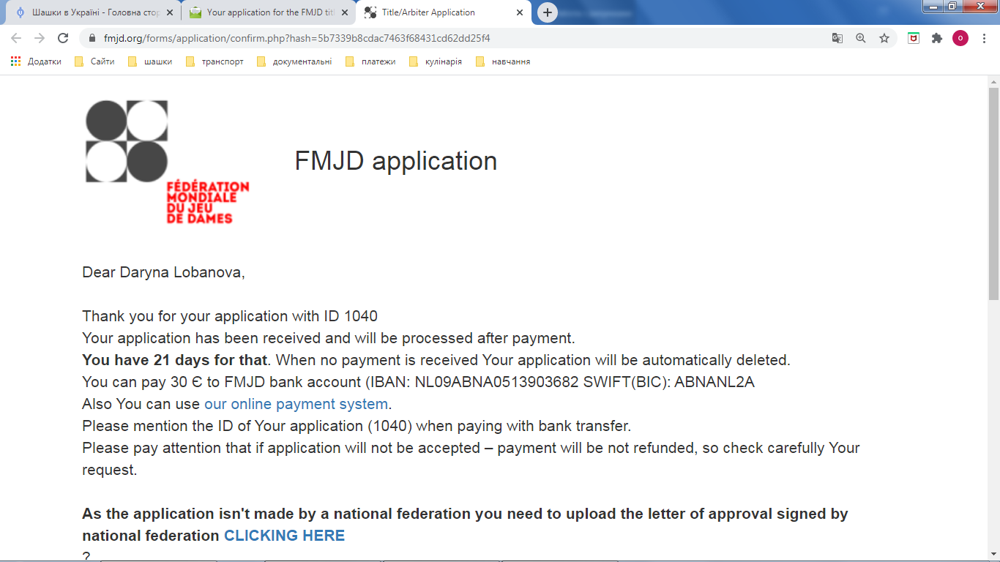 Шашки в Україні - Головна стор
Your application for the FMJD titl
Title/Arbiter Application
fmjd.org/forms/application/confirm.php?hash=5b7339b8cdac7463f68431cd62dd25f4
о
Додатки Сайти шашки транспорт документальні платежи кулінарія навчання
FÉDÉRATION
MONDIALE
DU JEU
DE DAMES
FMJD application
Dear Daryna Lobanova,
Thank you for your application with ID 1040
Your application has been received and will be processed after payment.
You have 21 days for that. When no payment is received Your application will be automatically deleted.
You can pay 30 Є to FMJD bank account (IBAN: NL09ABNA0513903682 SWIFT(BIC): ABNANL2A
Also You can use our online payment system.
Please mention the ID of Your application (1040) when paying with bank transfer.
Please pay attention that if application will not be accepted – payment will be not refunded, so check carefully Your
request.
As the application isn't made by a national federation you need to upload the letter of approval signed by
national federation CLICKING HERE
?